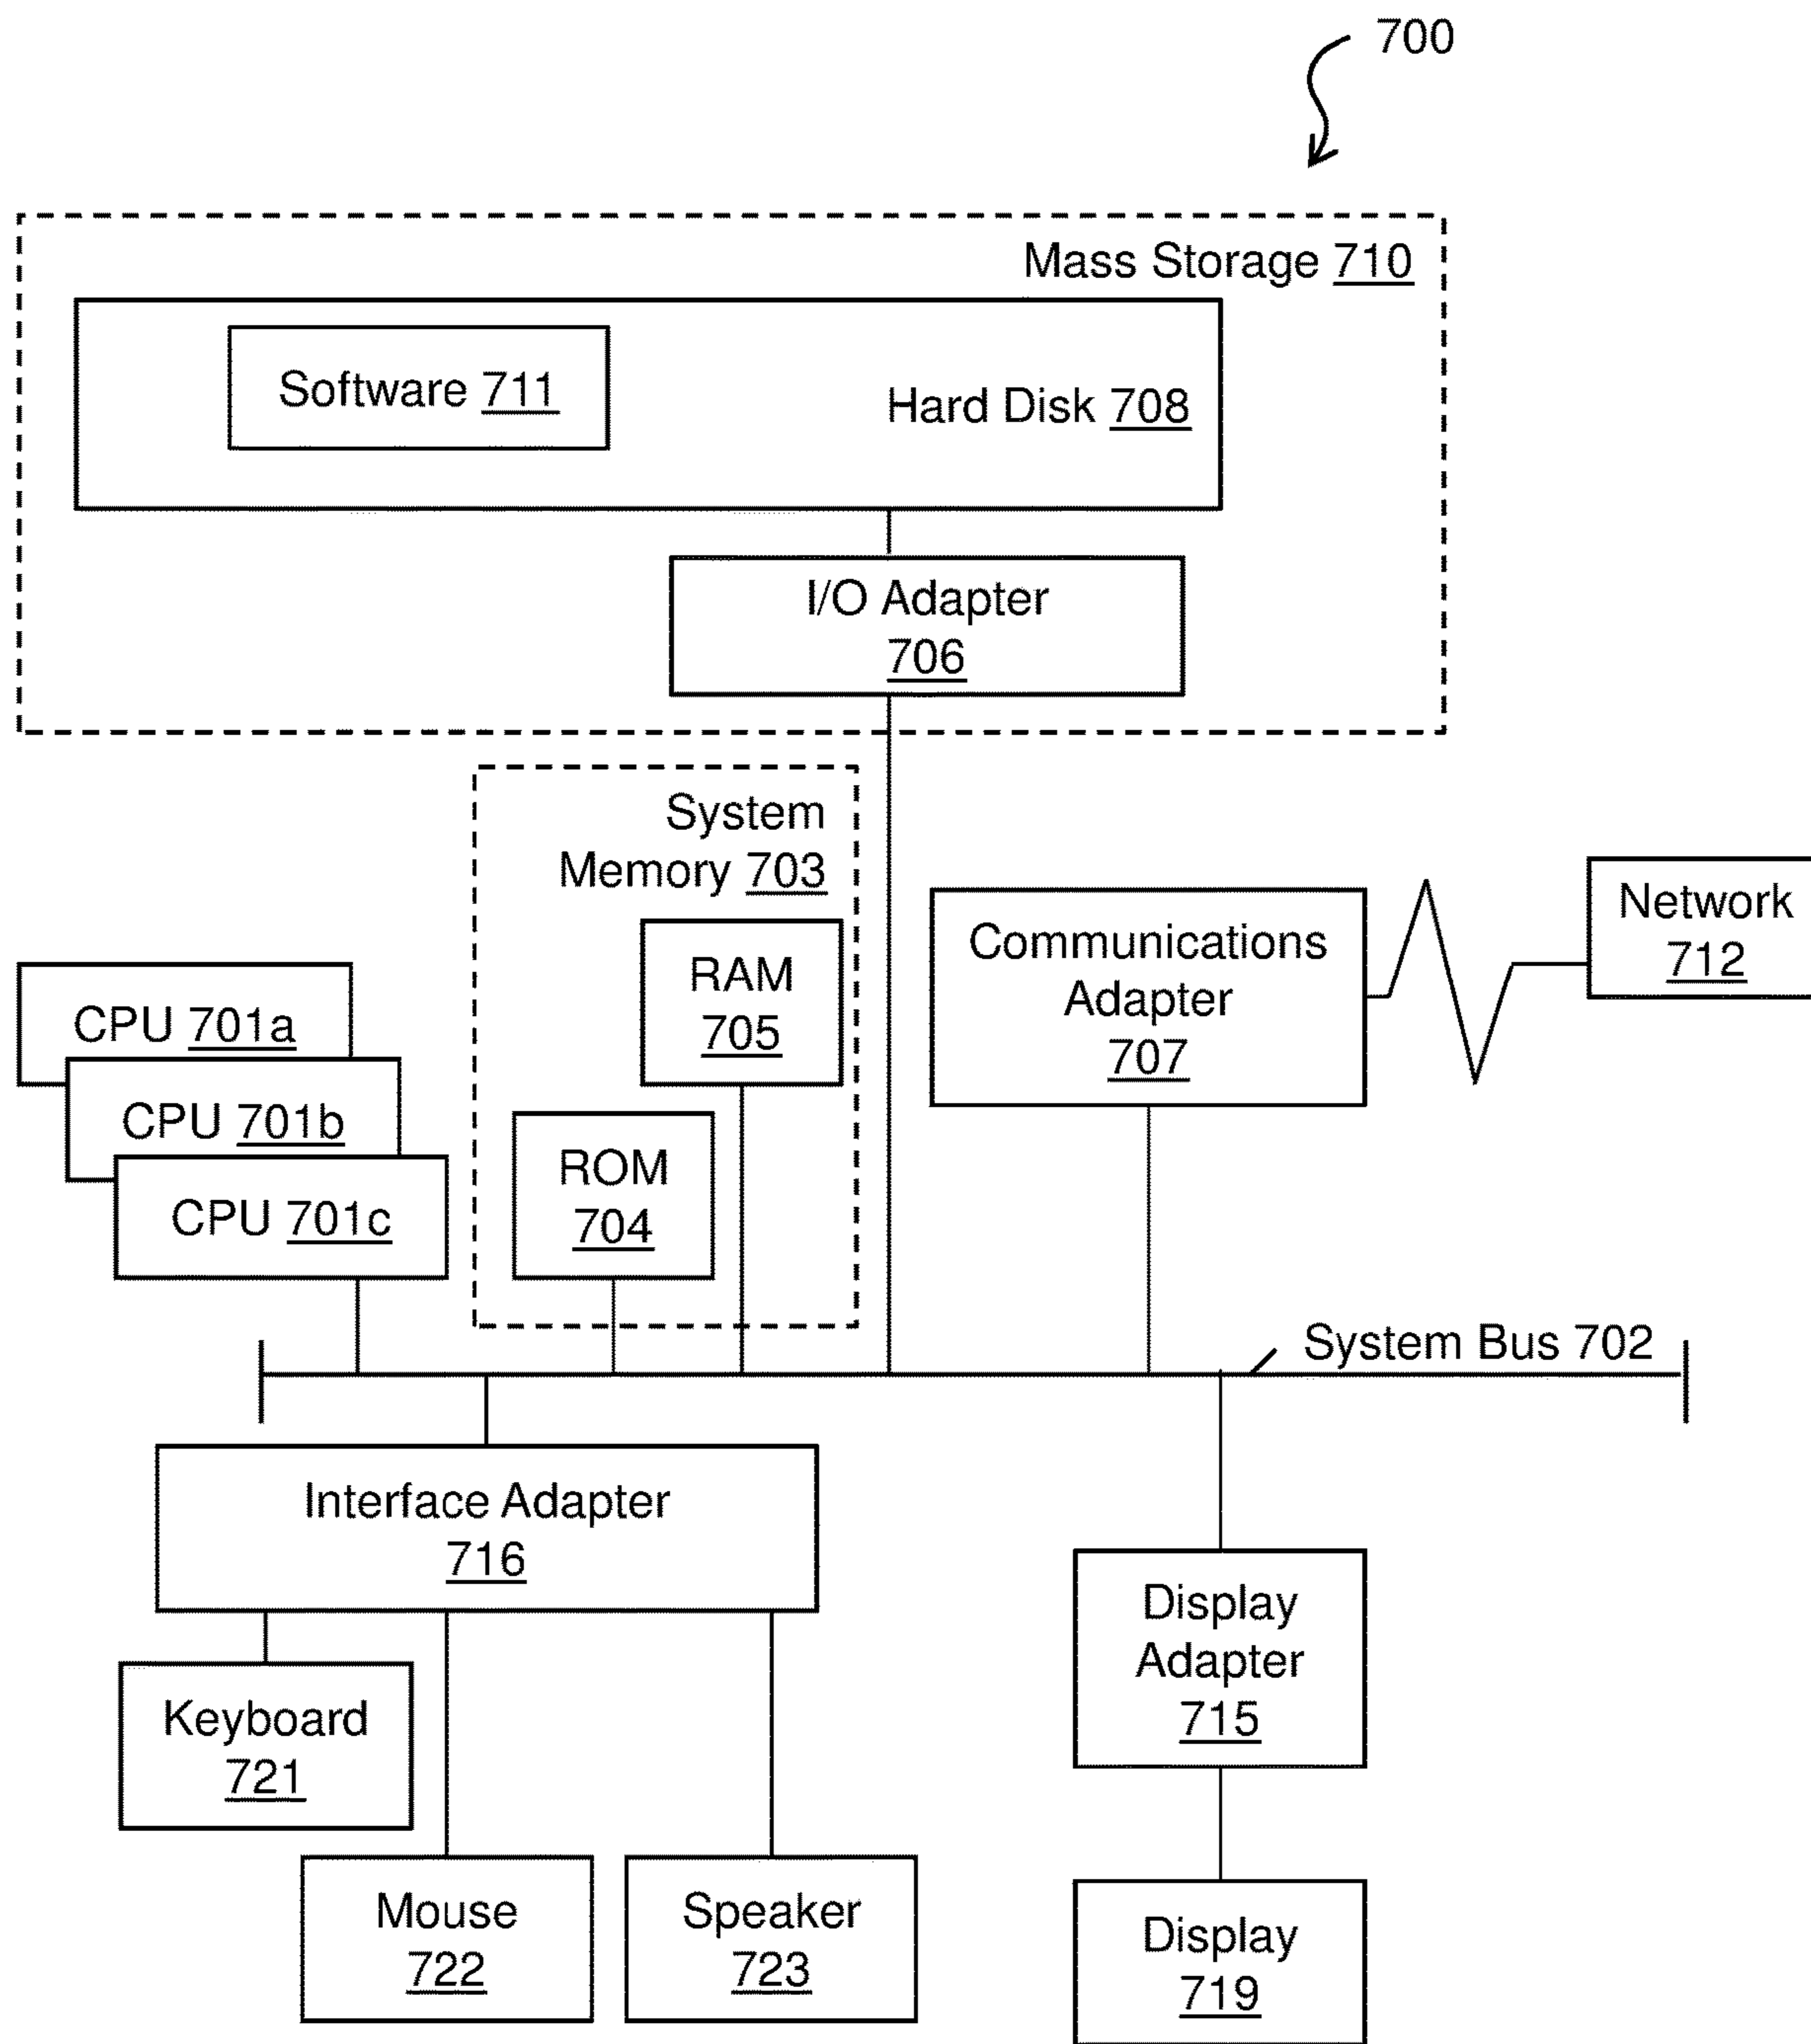 700
Mass Storage 710
Software 711
Hard Disk 708
I/O Adapter
706
System
Memory 703
RAM
705
ROM
704
Communications
Adapter
707
Network
712
CPU 701a
CPU 701b
CPU 701c
System Bus 702
Interface Adapter
716
Keyboard
721
Mouse
722
Speaker
723
Display
Adapter
715
Display
719